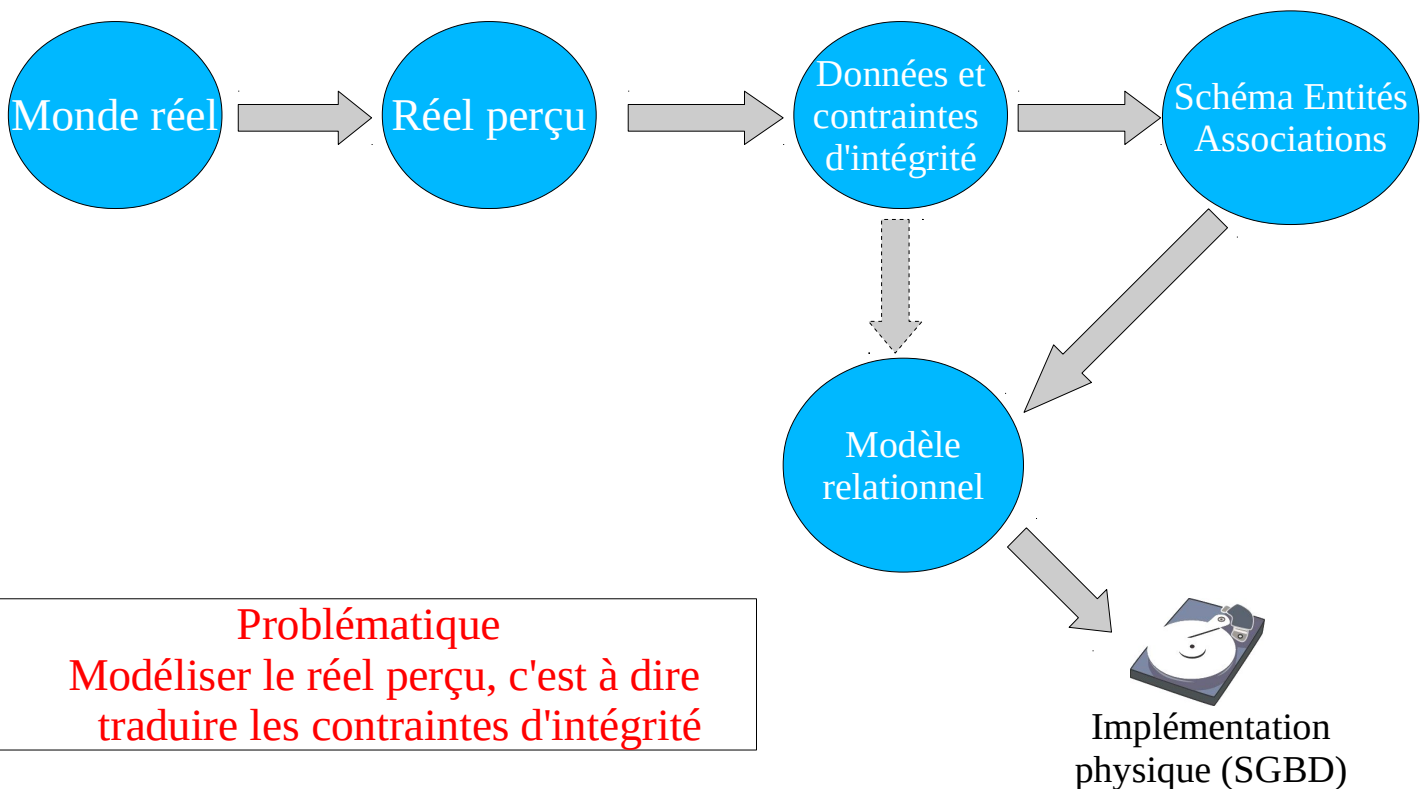 Monde réel
Réel perçu
Données et
contraintes
d'intégrité
Schéma Entités
Associations
Modèle
relationnel
Problématique
Modéliser le réel perçu, c'est à dire
traduire les contraintes d'intégrité
Implémentation
physique (SGBD)